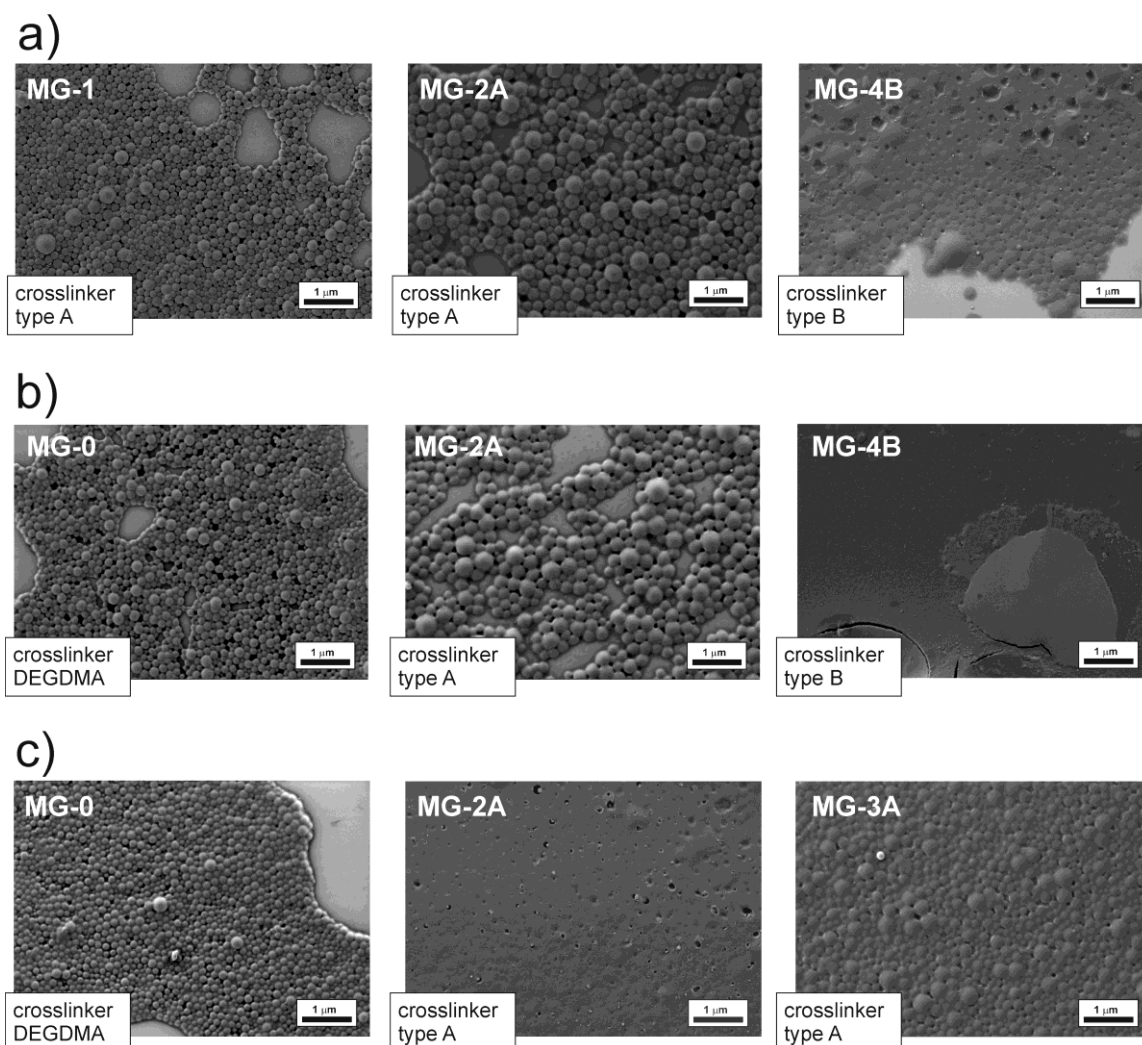 a)
MG-1
MG-2A
MG-4B
crosslinker
type A
1 μm
crosslinker
type A
1 μm
crosslinker
type B
1 μm
b)
MG-0
MG-2A
MG-4B
crosslinker
DEGDMA
1 μm
crosslinker
type A
1 μm
crosslinker
type B
1 μm
c)
MG-0
MG-2A
MG-3A
crosslinker
DEGDMA
1 μm
crosslinker
type A
1 μm
crosslinker
type A
1 μm